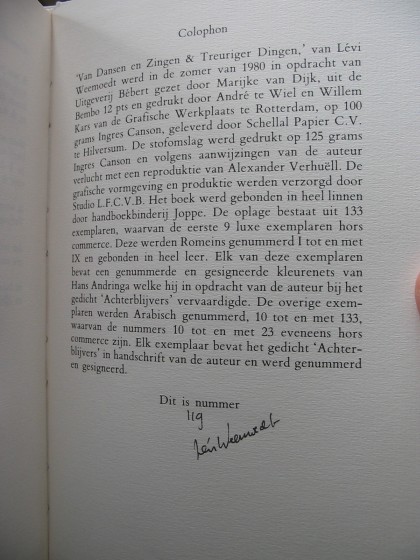 Colophon
'Van Dansen en Zingen & Treuriger Dingen,' van Lévi
Weemoedt werd in de zomer van 1980 in opdracht van
Uitgeverij Bébert gezet door Marijke van Dijk, uit de
Bembo 12 pts en gedrukt door André te Wiel en Willem
Kars van de Grafische Werkplaats te Rotterdam, op 100
grams Ingres Canson, geleverd door Schellal Papier C.V.
te Hilversum. De stofomslag werd gedrukt op 125 grams
Ingres Canson en volgens aanwijzingen van de auteur
verlucht met een reproduktie van Alexander Verhuëll. De
grafische vormgeving en produktie werden verzorgd door
Studio L.F.C.V.B. Het boek werd gebonden in heel linnen
door handboekbinderij Joppe. De oplage bestaat uit 133
exemplaren, waarvan de eerste 9 luxe exemplaren hors
commerce. Deze werden Romeins genummerd I tot en met
IX en gebonden in heel leer. Elk van deze exemplaren
bevat een genummerde en gesigneerde kleurenets van
Hans Andringa welke hij in opdracht van de auteur bij het
gedicht 'Achterblijvers' vervaardigde. De overige exem-
plaren werden Arabisch genummerd, 10 tot en met 133,
waarvan de nummers 10 tot en met 23 eveneens hors
commerce zijn. Elk exemplaar bevat het gedicht 'Achter-
blijvers' in handschrift van de auteur en werd genummerd
en gesigneerd.
Dit is nummer
119
Lévi Weemoedt